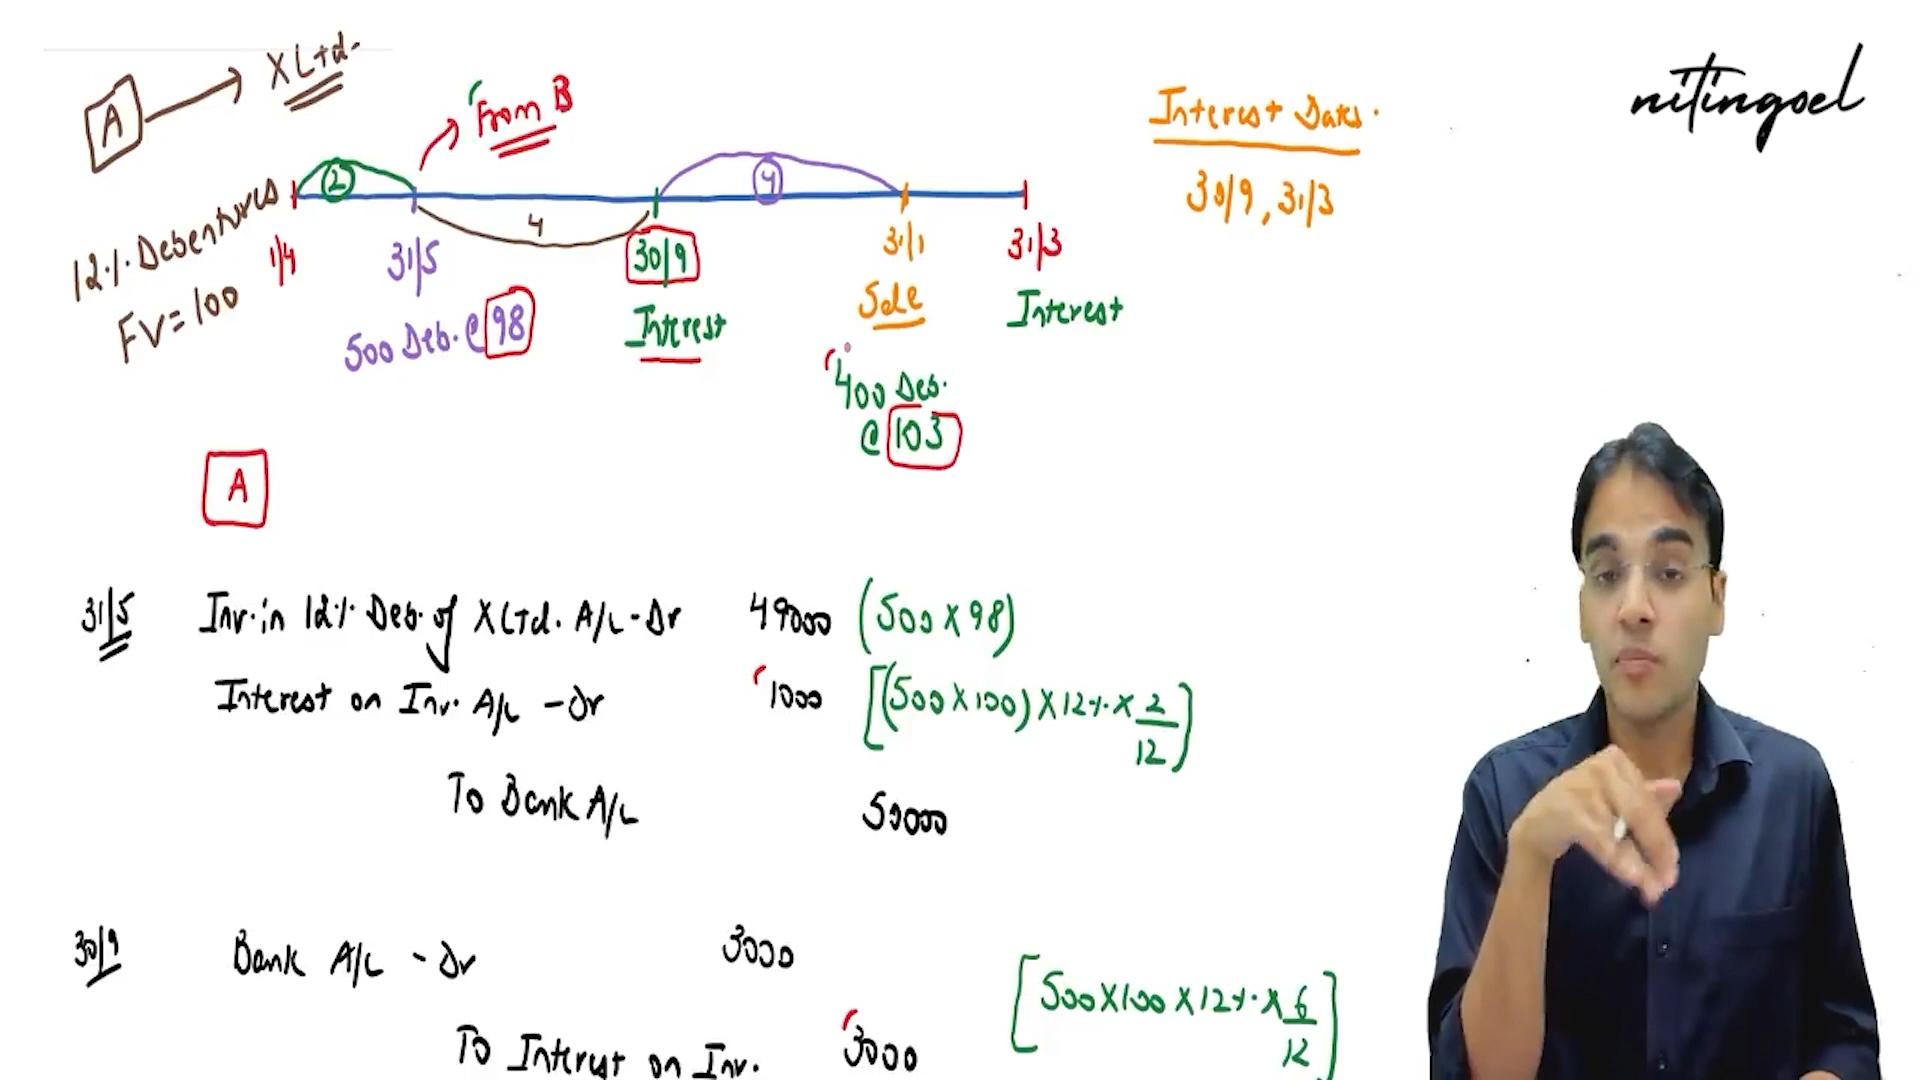 A → X Ltd.
nitingoel
From B
Interest Dates.
30/9, 31/3
2
4
4
12% Debentures
FV=100
1/4
31/5
30/9
31/1
31/3
500 Deb. @ 98
Interest
Sale
Interest
400 Deb.
@ 103
A
31/5 Inv. in 12% Deb. of X Ltd. A/c - Dr 49000 (500 X 98)
Interest on Inv. A/c - Dr 1000 [(500 X 100) X 12% X 2/12]
To Bank A/c 50000
30/9 Bank A/c - Dr 3000
[500 X 100 X 12% X 6/12]
To Interest on Inv. 3000